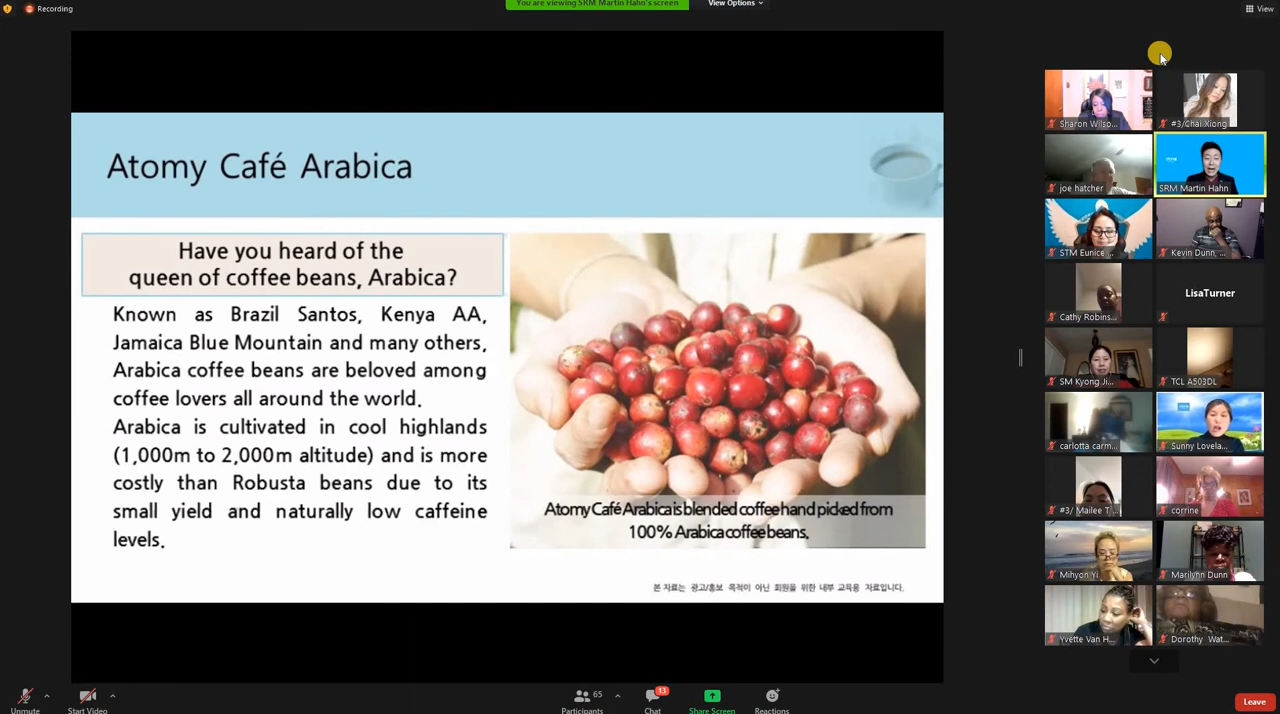 Recording
You are viewing SRM Martin Hahn's screen
View Options
View
Atomy Café Arabica
Have you heard of the
queen of coffee beans, Arabica?
Known as Brazil Santos, Kenya AA,
Jamaica Blue Mountain and many others,
Arabica coffee beans are beloved among
coffee lovers all around the world.
Arabica is cultivated in cool highlands
(1,000m to 2,000m altitude) and is more
costly than Robusta beans due to its
small yield and naturally low caffeine
levels.
Atomy Café Arabica is blended coffee hand picked from
100% Arabica coffee beans.
본 자료는 광고/홍보 목적이 아닌 회원을 위한 내부 교육용 자료입니다.
Sharon Wilso...
#3/Chai Xiong
joe hatcher
SRM Martin Hahn
STM Eunice ...
Kevin Dunn, ...
Cathy Robins...
LisaTurner
SM Kyong Ji...
TCL A503DL
carlotta carm...
Sunny Lovela...
#3/ Mailee T...
corrine
Mihyon Yi
Marilynn Dunn
Yvette Van H...
Dorothy Wat...
Unmute
Start Video
65
Participants
13
Chat
Share Screen
Reactions
Leave